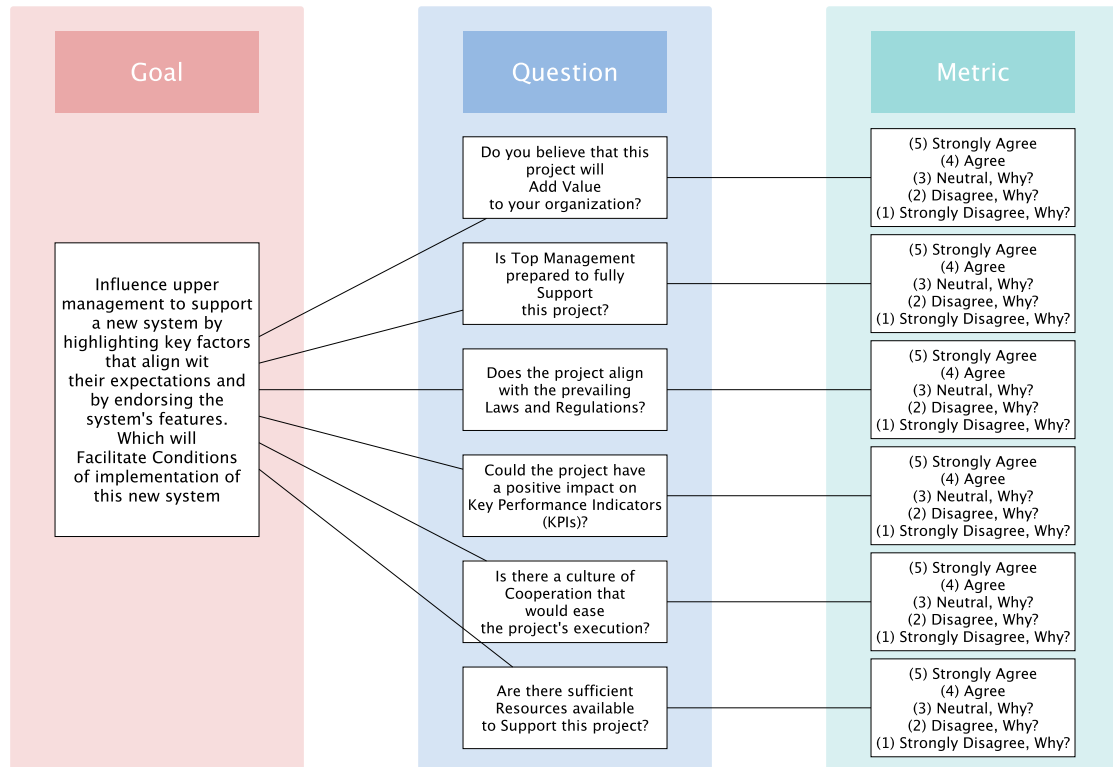 Goal
Question
Metric
Influence upper
management to support
a new system by
highlighting key factors
that align wit
their expectations and
by endorsing the
system's features.
Which will
Facilitate Conditions
of implementation of
this new system
Do you believe that this
project will
Add Value
to your organization?
(5) Strongly Agree
(4) Agree
(3) Neutral, Why?
(2) Disagree, Why?
(1) Strongly Disagree, Why?
Is Top Management
prepared to fully
Support
this project?
(5) Strongly Agree
(4) Agree
(3) Neutral, Why?
(2) Disagree, Why?
(1) Strongly Disagree, Why?
Does the project align
with the prevailing
Laws and Regulations?
(5) Strongly Agree
(4) Agree
(3) Neutral, Why?
(2) Disagree, Why?
(1) Strongly Disagree, Why?
Could the project have
a positive impact on
Key Performance Indicators
(KPIs)?
(5) Strongly Agree
(4) Agree
(3) Neutral, Why?
(2) Disagree, Why?
(1) Strongly Disagree, Why?
Is there a culture of
Cooperation that
would ease
the project's execution?
(5) Strongly Agree
(4) Agree
(3) Neutral, Why?
(2) Disagree, Why?
(1) Strongly Disagree, Why?
Are there sufficient
Resources available
to Support this project?
(5) Strongly Agree
(4) Agree
(3) Neutral, Why?
(2) Disagree, Why?
(1) Strongly Disagree, Why?